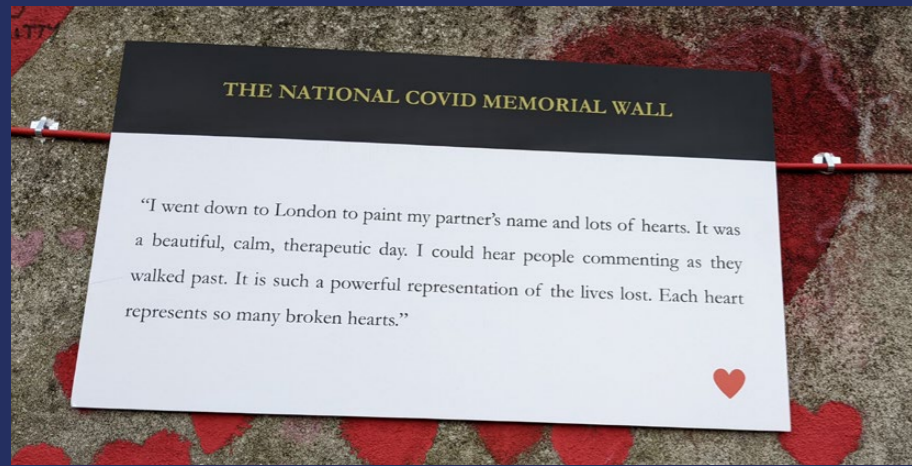 THE NATIONAL COVID MEMORIAL WALL
“I went down to London to paint my partner’s name and lots of hearts. It was
a beautiful, calm, therapeutic day. I could hear people commenting as they
walked past. It is such a powerful representation of the lives lost. Each heart
represents so many broken hearts.”